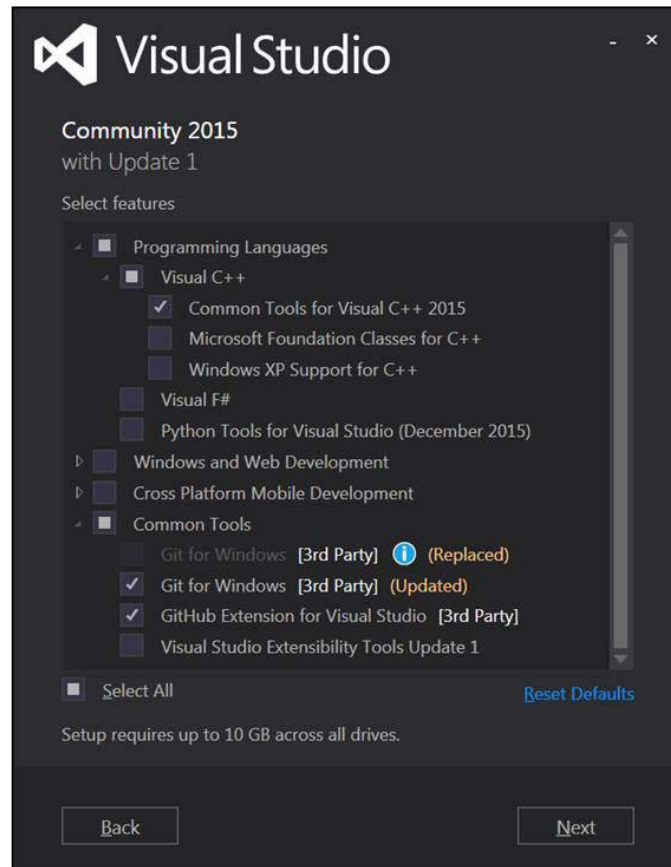 Visual Studio
Community 2015
with Update 1
Select features
Programming Languages
Visual C++
Common Tools for Visual C++ 2015
Microsoft Foundation Classes for C++
Windows XP Support for C++
Visual F#
Python Tools for Visual Studio (December 2015)
Windows and Web Development
Cross Platform Mobile Development
Common Tools
Git for Windows [3rd Party] (Replaced)
Git for Windows [3rd Party] (Updated)
GitHub Extension for Visual Studio [3rd Party]
Visual Studio Extensibility Tools Update 1
Select All Reset Defaults
Setup requires up to 10 GB across all drives.
Back Next